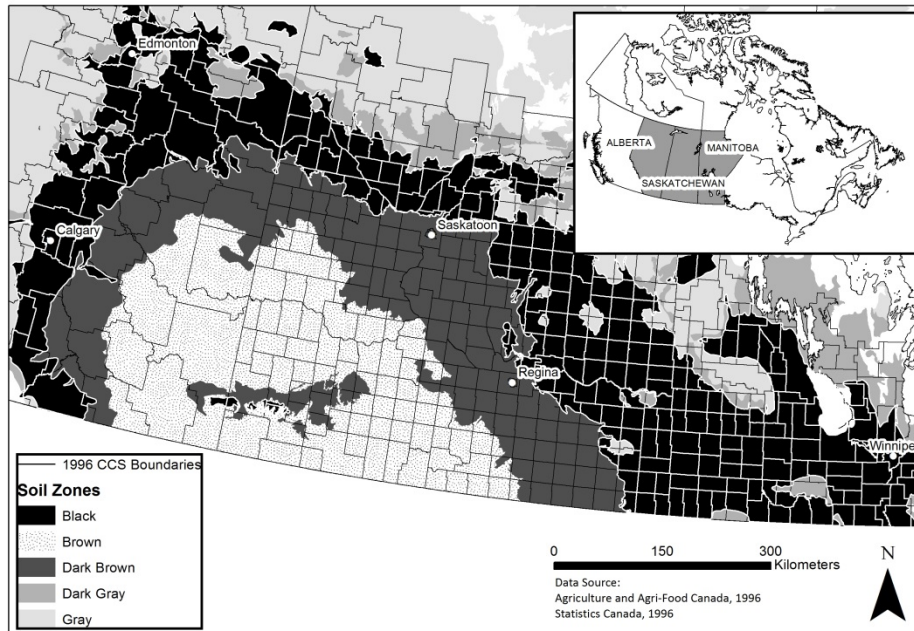 Edmonton
Calgary
Saskatoon
Regina
Winnipe
ALBERTA
MANITOBA
SASKATCHEWAN
1996 CCS Boundaries
Soil Zones
Black
Brown
Dark Brown
Dark Gray
Gray
0 150 300
Kilometers
Data Source:
Agriculture and Agri-Food Canada, 1996
Statistics Canada, 1996
N